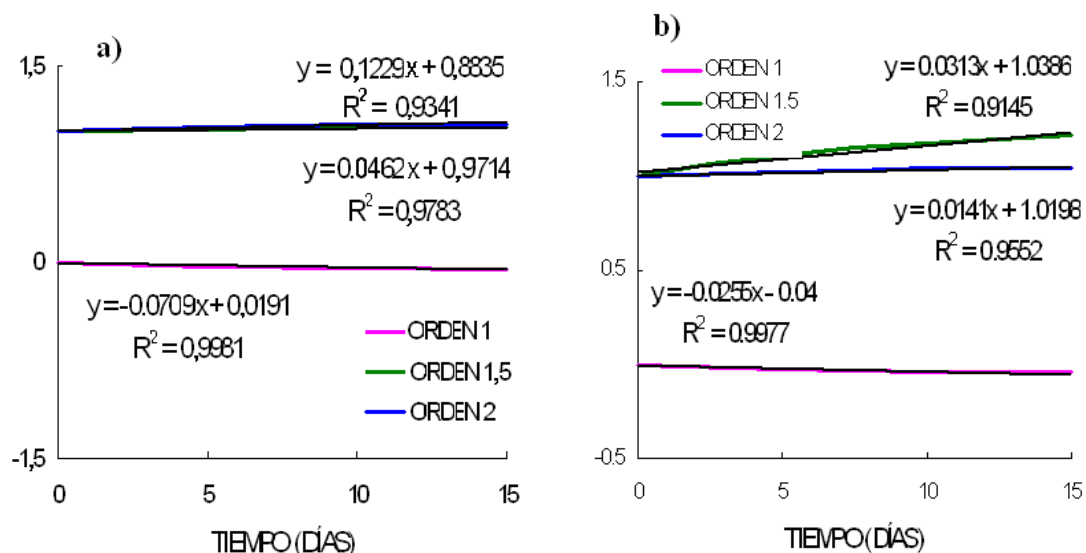 a)
1,5
0
-1,5
y = 0,1229x + 0,8835
R² = 0,9341
y = 0.0462x + 0,9714
R² = 0,9783
y = -0.0709x + 0,0191
R² = 0,9981
ORDEN 1
ORDEN 1,5
ORDEN 2
0 5 10 15
TIEMPO (DÍAS)
b)
1.5
0.5
-0.5
ORDEN 1
ORDEN 1.5
ORDEN 2
y = 0.0313x + 1.0386
R² = 0.9145
y = 0.0141x + 1.0198
R² = 0.9552
y = -0.0255x - 0.04
R² = 0.9977
0 5 10 15
TIEMPO (DÍAS)